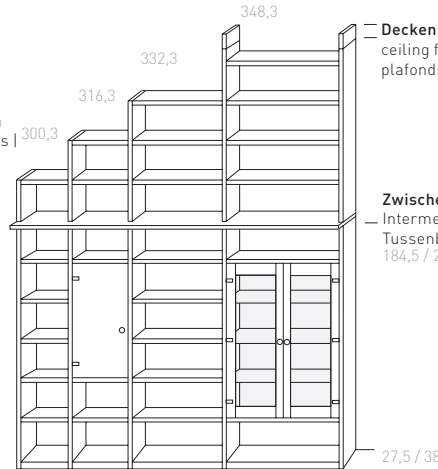 348,3
332,3
316,3
300,3
s |
Decken
ceiling f
plafonds
Zwische
Interme
Tussenb
184,5 / 2
27,5 / 38